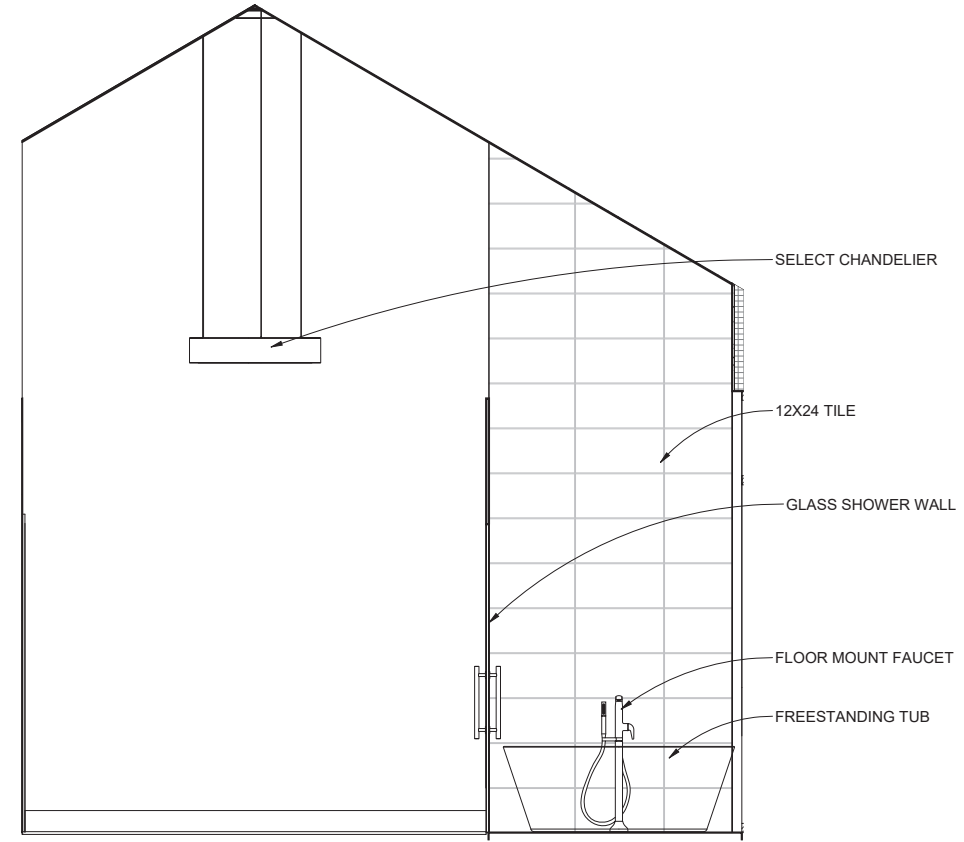 SELECT CHANDELIER
12X24 TILE
GLASS SHOWER WALL
FLOOR MOUNT FAUCET
FREESTANDING TUB